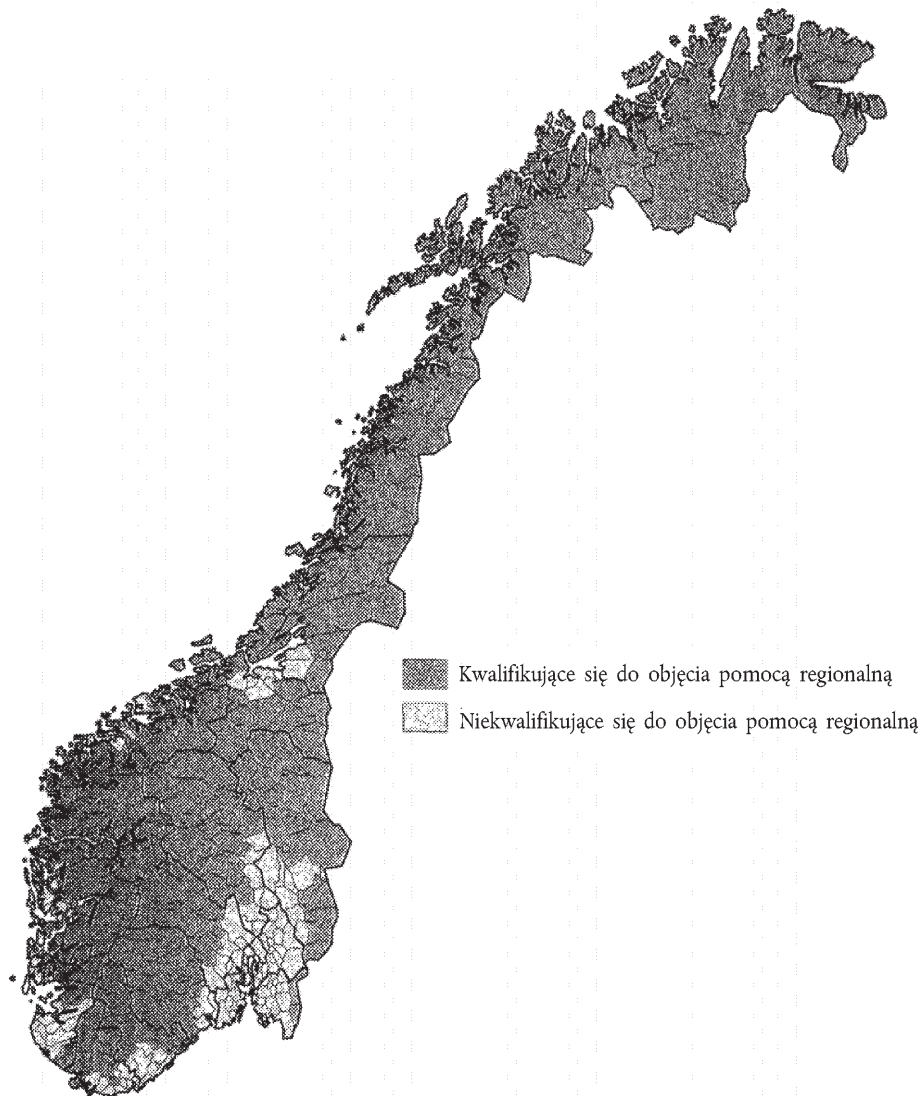 Kwalifikujące się do objęcia pomocą regionalną
Niekwalifikujące się do objęcia pomocą regionalną